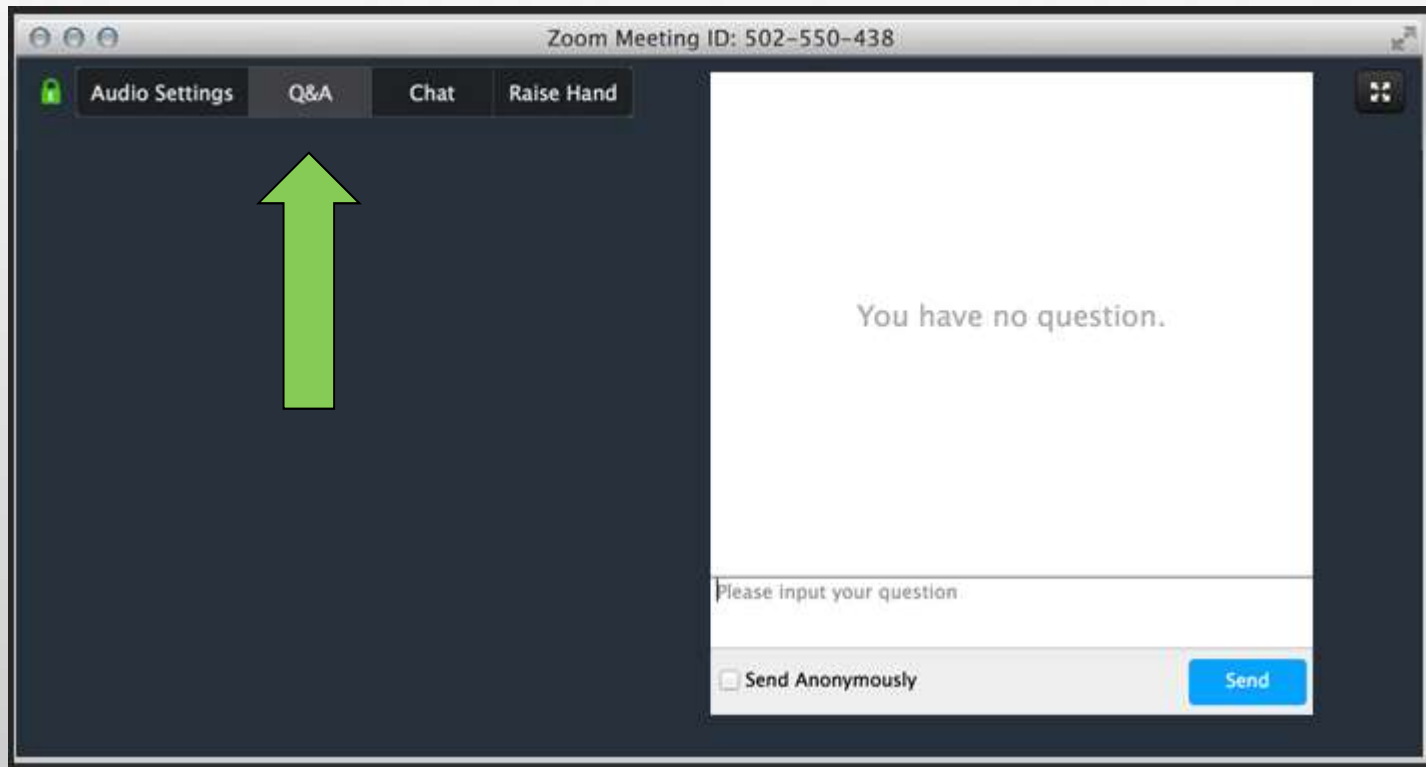 Zoom Meeting ID: 502-550-438
Audio Settings Q&A Chat Raise Hand
You have no question.
Please input your question
Send Anonymously Send